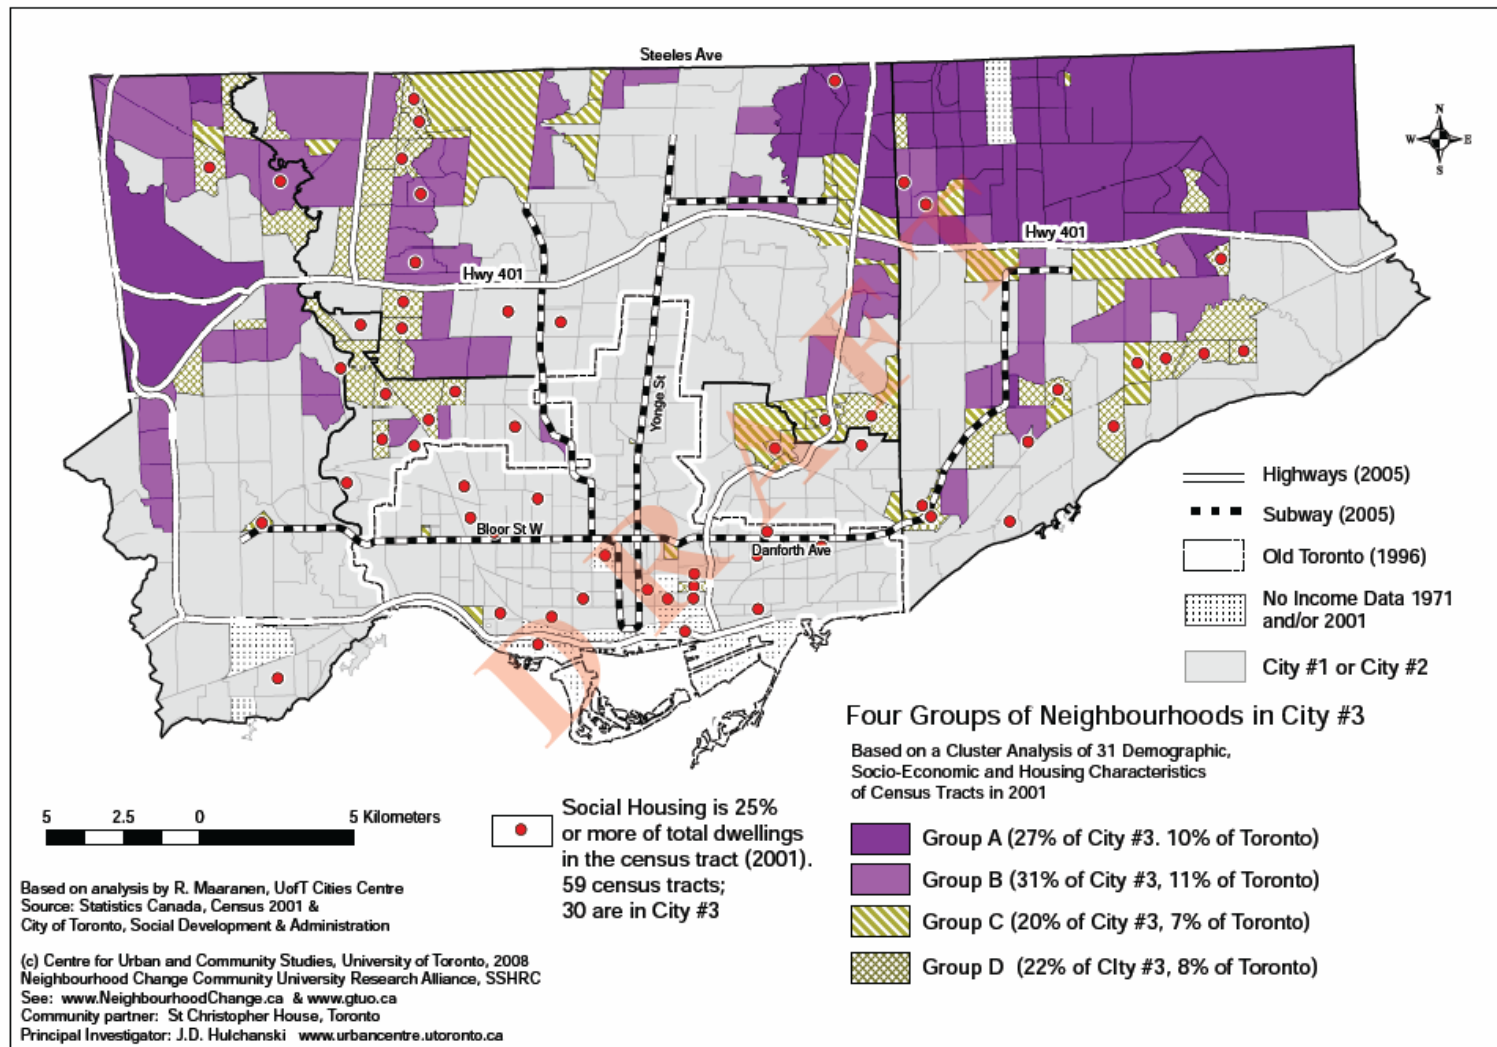 Steeles Ave
N
W E
S
Hwy 401
Hwy 401
Yonge St
Bloor St W
Danforth Ave
DRAFT
Highways (2005)
Subway (2005)
Old Toronto (1996)
No Income Data 1971
and/or 2001
City #1 or City #2
Four Groups of Neighbourhoods in City #3
Based on a Cluster Analysis of 31 Demographic,
Socio-Economic and Housing Characteristics
of Census Tracts in 2001
Group A (27% of City #3. 10% of Toronto)
Group B (31% of City #3, 11% of Toronto)
Group C (20% of City #3, 7% of Toronto)
Group D (22% of CIty #3, 8% of Toronto)
5 2.5 0 5 Kilometers
Social Housing is 25%
or more of total dwellings
in the census tract (2001).
59 census tracts;
30 are in City #3
Based on analysis by R. Maaranen, UofT Cities Centre
Source: Statistics Canada, Census 2001 &
City of Toronto, Social Development & Administration
(c) Centre for Urban and Community Studies, University of Toronto, 2008
Neighbourhood Change Community University Research Alliance, SSHRC
See: www.NeighbourhoodChange.ca & www.gtuo.ca
Community partner: St Christopher House, Toronto
Principal Investigator: J.D. Hulchanski www.urbancentre.utoronto.ca